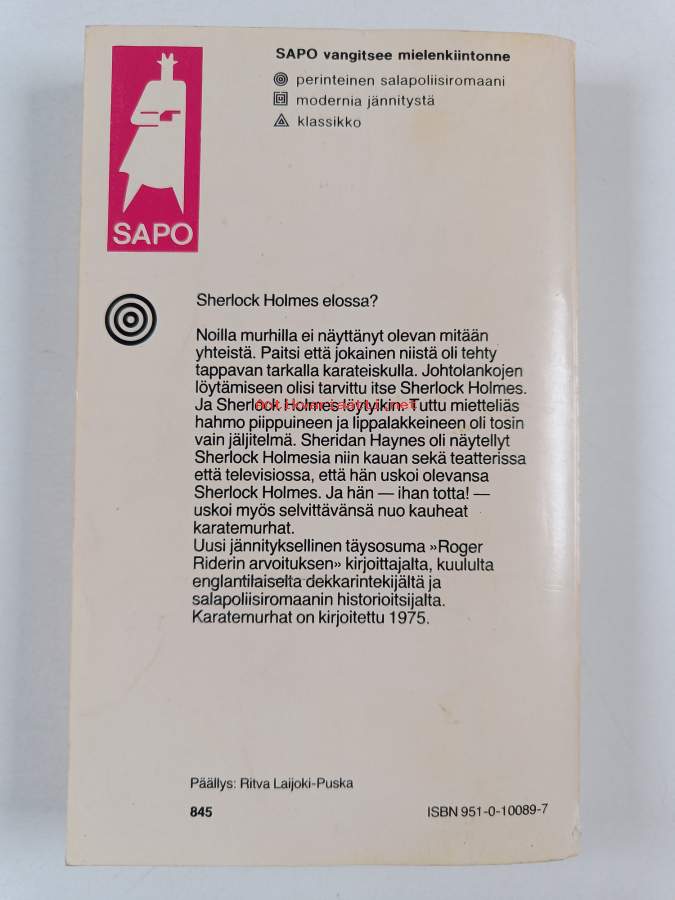 SAPO vangitsee mielenkiintonne
perinteinen salapoliisiromaani
modernia jännitystä
klassikko
SAPO
Sherlock Holmes elossa?
Noilla murhilla ei näyttänyt olevan mitään
yhteistä. Paitsi että jokainen niistä oli tehty
tappavan tarkalla karateiskulla. Johtolankojen
löytämiseen olisi tarvittu itse Sherlock Holmes.
Ja Sherlock Holmes löytyikin! Tuttu mietteliäs
Antikvariaatti.net
hahmo piippuineen ja lippalakkeineen oli tosin
vain jäljitelmä. Sheridan Haynes oli näytellyt
Sherlock Holmesia niin kauan sekä teatterissa
että televisiossa, että hän uskoi olevansa
Sherlock Holmes. Ja hän — ihan totta! —
uskoi myös selvittävänsä nuo kauheat
karatemurhat.
Uusi jännityksellinen täysosuma »Roger
Riderin arvoituksen» kirjoittajalta, kuululta
englantilaiselta dekkarintekijältä ja
salapoliisiromaanin historioitsijalta.
Karatemurhat on kirjoitettu 1975.
Päällys: Ritva Laijoki-Puska
845
ISBN 951-0-10089-7